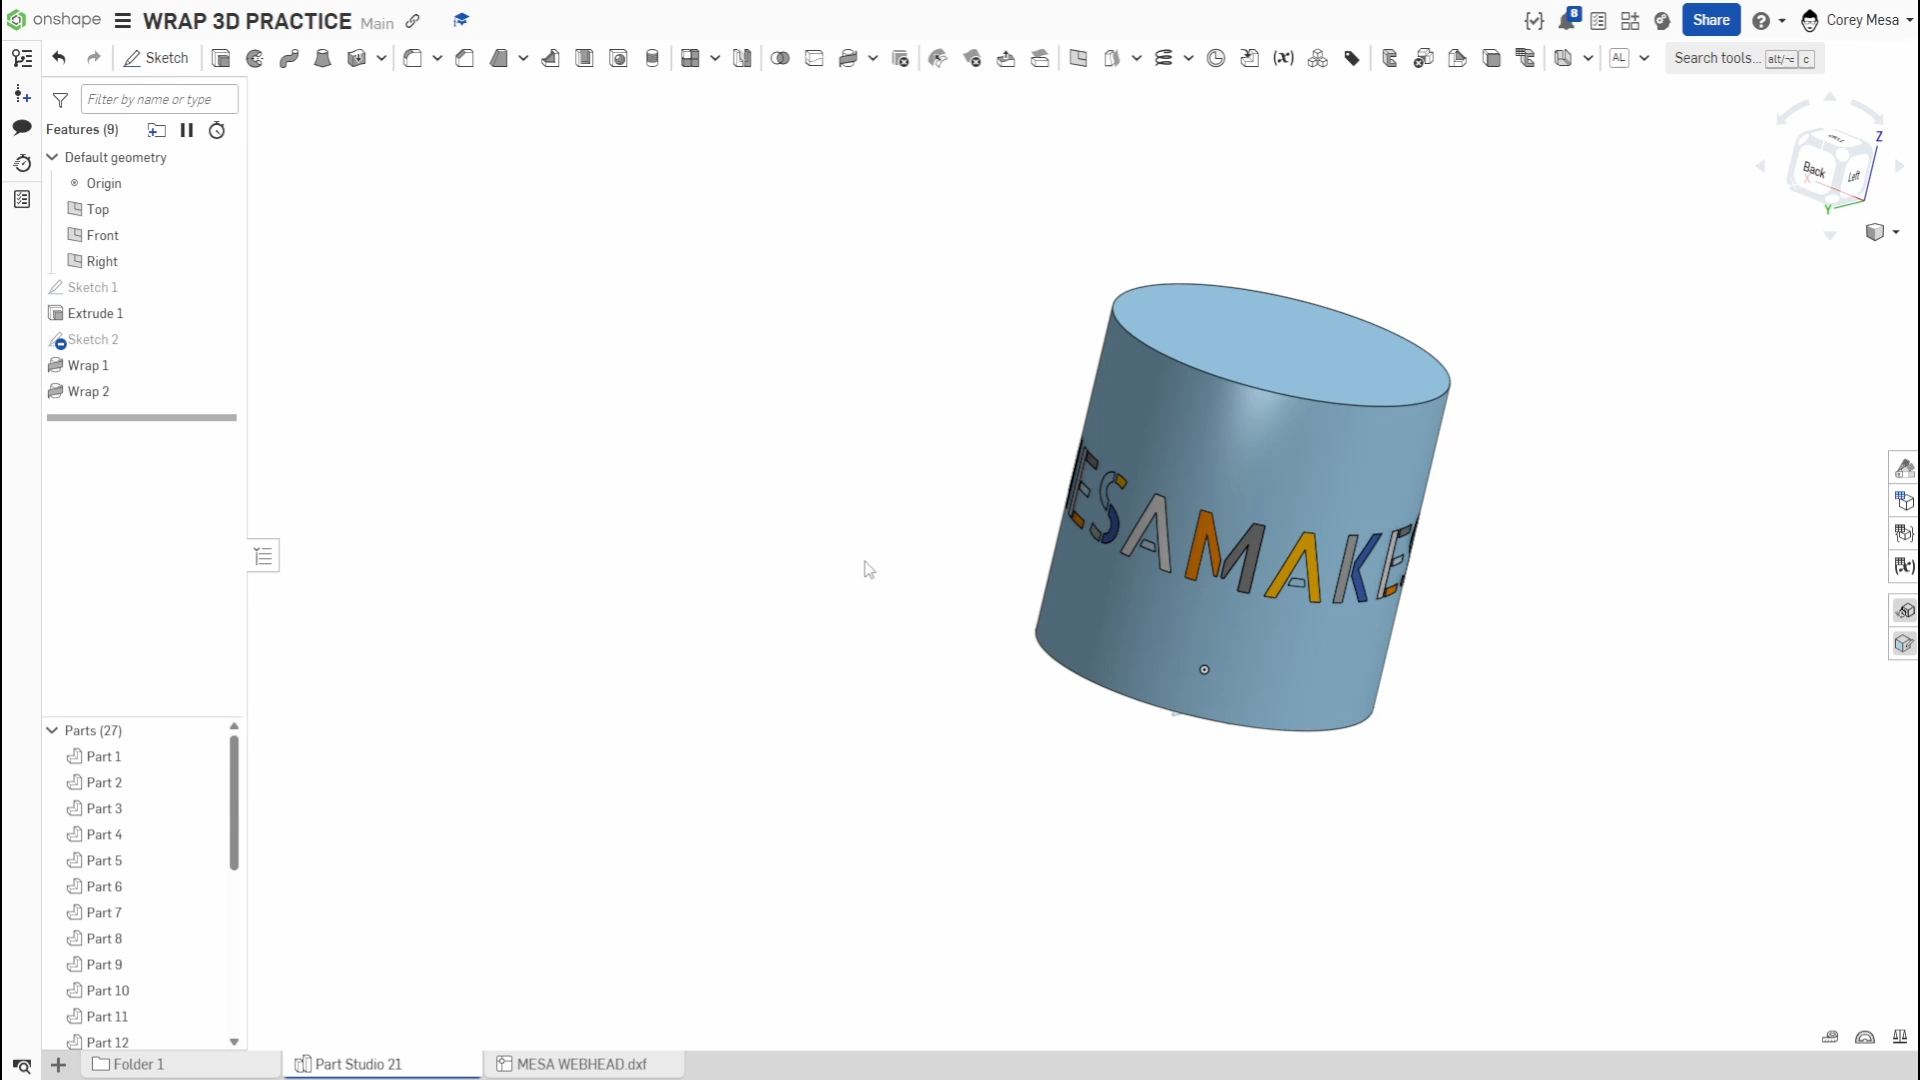 onshape WRAP 3D PRACTICE Main 8 Share Corey Mesa
Sketch (x) AL Search tools... alt/⌥ c
Filter by name or type
Features (9)
Default geometry
Origin
Top
Front
Right
Sketch 1
Extrude 1
Sketch 2
Wrap 1
Wrap 2
Z
Back
Left
X
Y
ESAMAKE
(x)
Parts (27)
Part 1
Part 2
Part 3
Part 4
Part 5
Part 6
Part 7
Part 8
Part 9
Part 10
Part 11
Part 12
Folder 1 Part Studio 21 MESA WEBHEAD.dxf